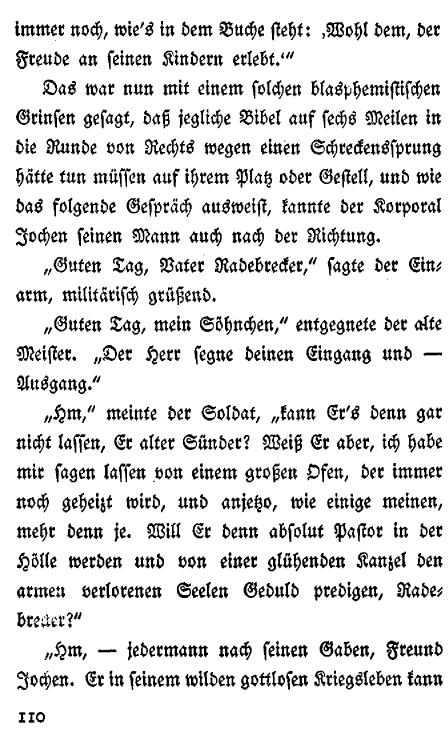 immer noch, wie's in dem Buche steht: ‚Wohl dem, der
Freude an seinen Kindern erlebt.‘“
Das war nun mit einem solchen blasphemistischen
Grinsen gesagt, daß jegliche Bibel auf sechs Meilen in
die Runde von Rechts wegen einen Schreckenssprung
hätte tun müssen auf ihrem Platz oder Gestell, und wie
das folgende Gespräch ausweist, kannte der Korporal
Jochen seinen Mann auch nach der Richtung.
„Guten Tag, Vater Radebrecker,“ sagte der Ein-
arm, militärisch grüßend.
„Guten Tag, mein Söhnchen,“ entgegnete der alte
Meister. „Der Herr segne deinen Eingang und —
Ausgang.“
„Hm,“ meinte der Soldat, „kann Er's denn gar
nicht lassen, Er alter Sünder? Weiß Er aber, ich habe
mir sagen lassen von einem großen Ofen, der immer
noch geheizt wird, und anjetzo, wie einige meinen,
mehr denn je. Will Er denn absolut Pastor in der
Hölle werden und von einer glühenden Kanzel den
armen verlorenen Seelen Geduld predigen, Rade-
brecker?“
„Hm, — jedermann nach seinen Gaben, Freund
Jochen. Er in seinem wilden gottlosen Kriegsleben kann
110